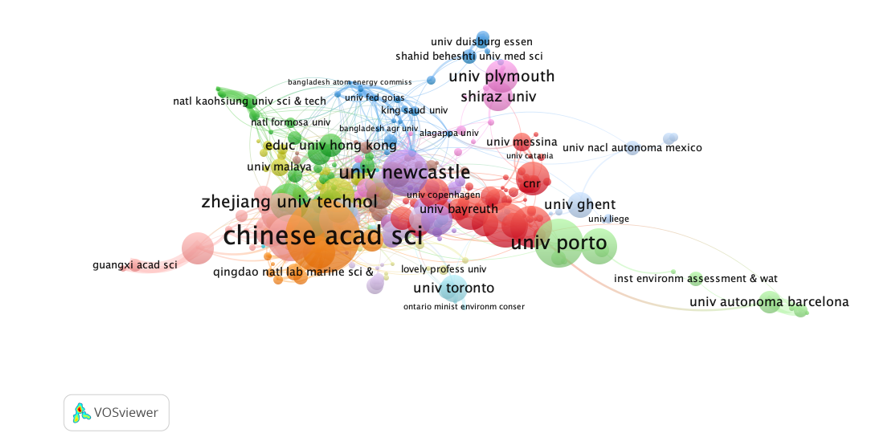 univ duisburg essen
shahid beheshti univ med sci
univ plymouth
bangladesh atom energy commiss
shiraz univ
univ fed goias
natl kaohsiung univ sci & tech
king saud univ
natl formosa univ
bangladesh agr univ
alagappa univ
univ messina
educ univ hong kong
univ nacl autonoma mexico
univ catania
univ malaya
univ newcastle
cnr
univ copenhagen
zhejiang univ technol
univ ghent
univ bayreuth
univ liege
chinese acad sci
univ porto
guangxi acad sci
lovely profess univ
qingdao natl lab marine sci &
inst environm assessment & wat
univ toronto
univ autonoma barcelona
ontario minist environm conser
VOSviewer